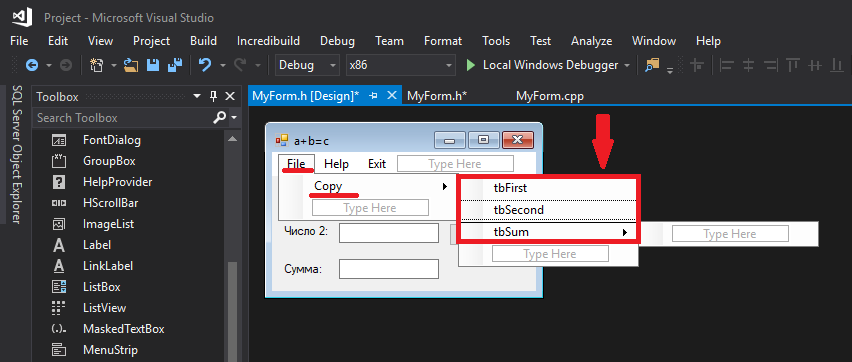 Project - Microsoft Visual Studio
File Edit View Project Build Incredibuild Debug Team Format Tools Test Analyze Window Help
Debug x86 Local Windows Debugger
SQL Server Object Explorer
Toolbox
Search Toolbox
FontDialog
GroupBox
HelpProvider
HScrollBar
ImageList
Label
LinkLabel
ListBox
ListView
MaskedTextBox
MenuStrip
MyForm.h [Design]* MyForm.h* MyForm.cpp
a+b=c
File Help Exit Type Here
Copy
Type Here
tbFirst
tbSecond
tbSum
Type Here
Type Here
Число 2:
Сумма: